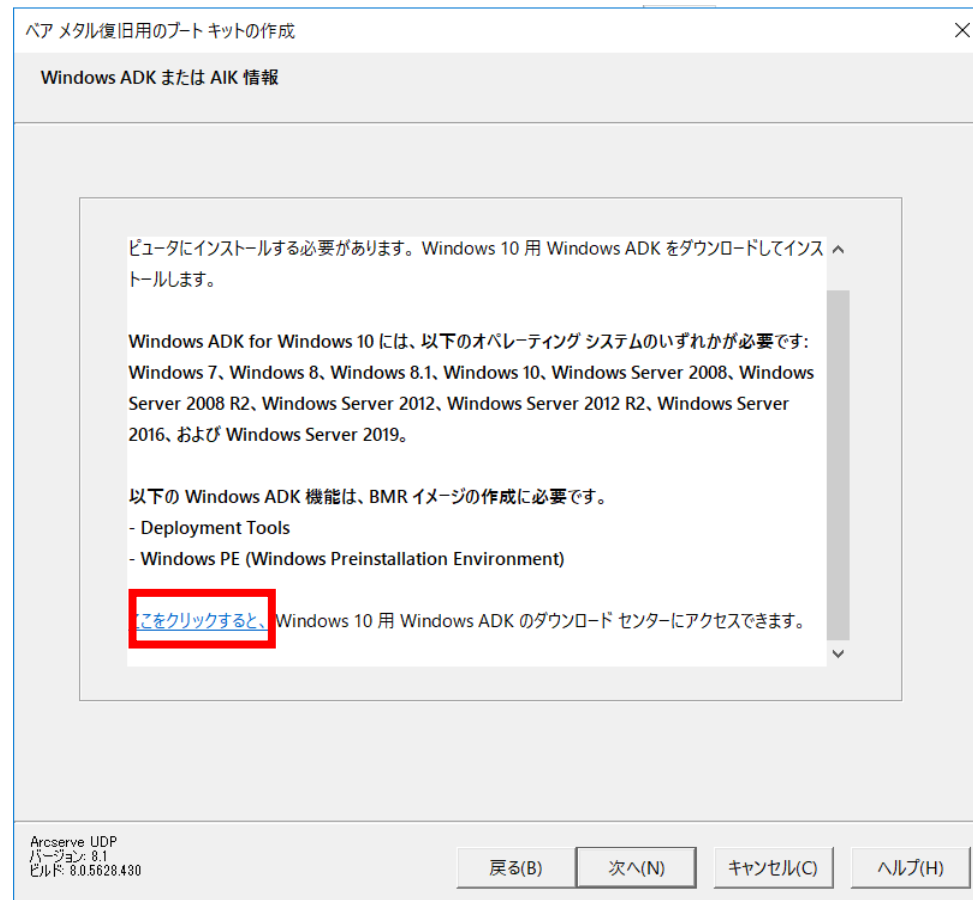 ベア メタル復旧用のブート キットの作成
Windows ADK または AIK 情報
ピュータにインストールする必要があります。Windows 10 用 Windows ADK をダウンロードしてインス
トールします。
Windows ADK for Windows 10 には、以下のオペレーティング システムのいずれかが必要です:
Windows 7、Windows 8、Windows 8.1、Windows 10、Windows Server 2008、Windows
Server 2008 R2、Windows Server 2012、Windows Server 2012 R2、Windows Server
2016、および Windows Server 2019。
以下の Windows ADK 機能は、BMR イメージの作成に必要です。
- Deployment Tools
- Windows PE (Windows Preinstallation Environment)
ここをクリックすると、Windows 10 用 Windows ADK のダウンロード センターにアクセスできます。
Arcserve UDP
バージョン: 8.1
ビルド: 8.0.5628.430
戻る(B) 次へ(N) キャンセル(C) ヘルプ(H)